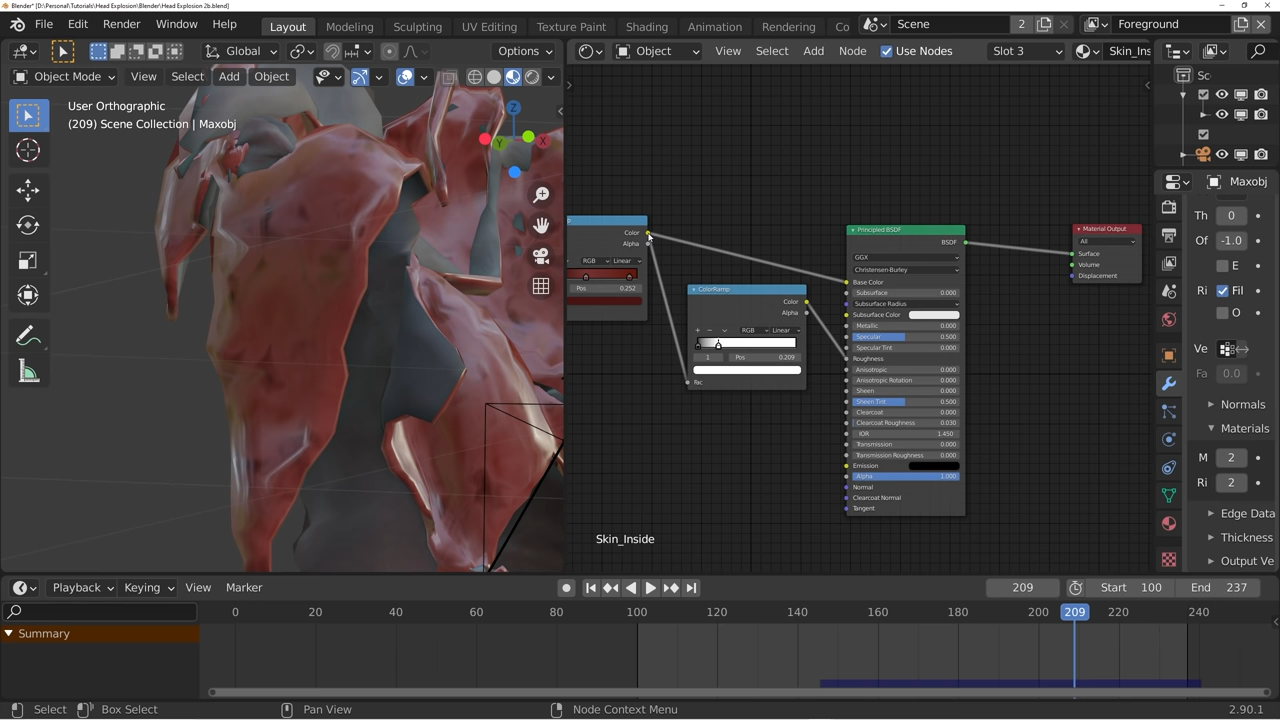 Blender* [D:\Personal\Tutorials\Head Explosion\Blender\Head Explosion 2b.blend]
File Edit Render Window Help Layout Modeling Sculpting UV Editing Texture Paint Shading Animation Rendering Co Scene 2 Foreground
Global Options Object View Select Add Node Use Nodes Slot 3 Skin_Ins
Object Mode View Select Add Object
Sc
User Orthographic
(209) Scene Collection | Maxobj
Z
Y X
Color
Alpha
RGB Linear
Pos 0.252
ColorRamp
Color
Alpha
+ −
RGB Linear
1 Pos 0.209
Fac
Principled BSDF
BSDF
GGX
Christensen-Burley
Base Color
Subsurface 0.000
Subsurface Radius
Subsurface Color
Metallic 0.000
Specular 0.500
Specular Tint 0.000
Roughness
Anisotropic 0.000
Anisotropic Rotation 0.000
Sheen 0.000
Sheen Tint 0.500
Clearcoat 0.000
Clearcoat Roughness 0.030
IOR 1.450
Transmission 0.000
Transmission Roughness 0.000
Emission
Alpha 1.000
Normal
Clearcoat Normal
Tangent
Material Output
All
Surface
Volume
Displacement
Skin_Inside
Maxobj
Th 0
Of -1.0
E
Ri Fil
O
Ve
Fa 0.0
Normals
Materials
M 2
Ri 2
Edge Data
Thickness
Output Ve
Playback Keying View Marker 209 Start 100 End 237
0 20 40 60 80 100 120 140 160 180 200 209 220 240
Summary
Select Box Select Pan View Node Context Menu 2.90.1